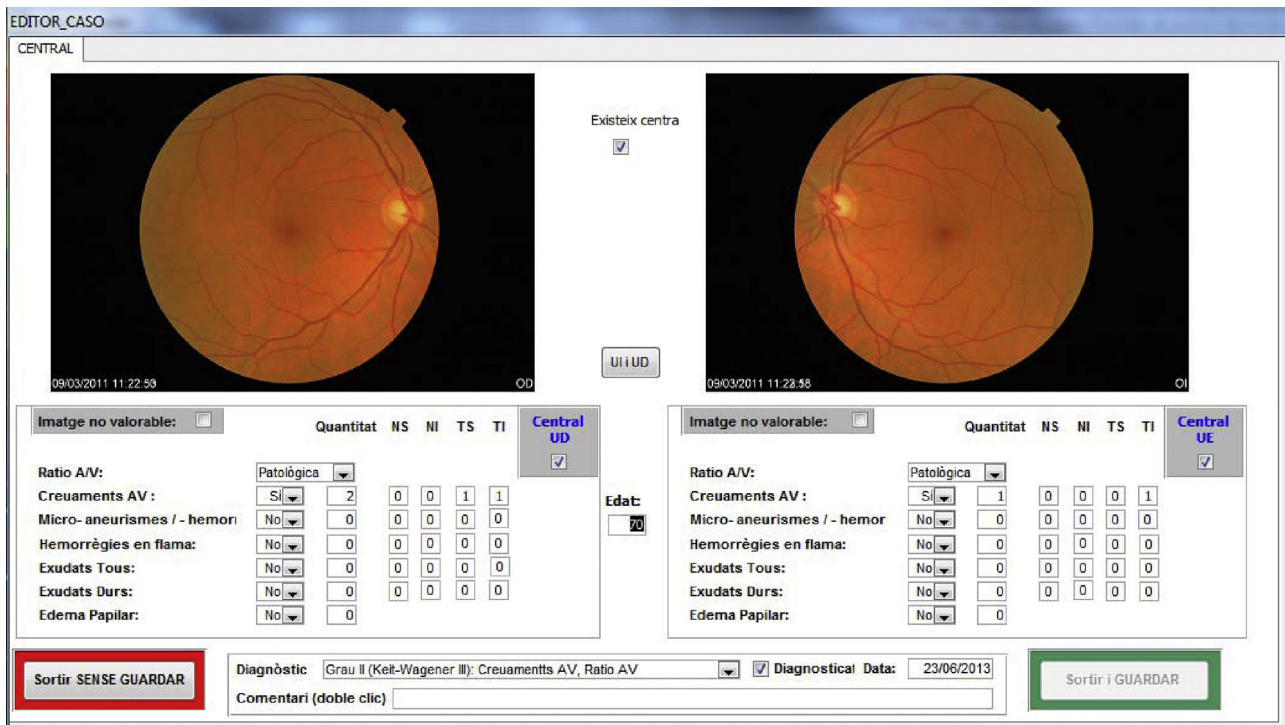 EDITOR_CASO
CENTRAL
Existeix centra
09/03/2011 11:22:50 OD
UI i UD
09/03/2011 11:23:58 OI
Imatge no valorable: Quantitat NS NI TS TI Central UD
Ratio A/V: Patològica
Creuaments AV : Sí 2 0 0 1 1
Micro- aneurismes / - hemori No 0 0 0 0 0
Hemorrègies en flama: No 0 0 0 0 0
Exudats Tous: No 0 0 0 0 0
Exudats Durs: No 0 0 0 0 0
Edema Papilar: No 0
Edat:
70
Imatge no valorable: Quantitat NS NI TS TI Central UE
Ratio A/V: Patològica
Creuaments AV : Sí 1 0 0 0 1
Micro- aneurismes / - hemor No 0 0 0 0 0
Hemorrègies en flama: No 0 0 0 0 0
Exudats Tous: No 0 0 0 0 0
Exudats Durs: No 0 0 0 0 0
Edema Papilar: No 0
Sortir SENSE GUARDAR
Diagnòstic Grau II (Keit-Wagener III): Creuamentts AV, Ratio AV Diagnosticat Data: 23/06/2013
Comentari (doble clic)
Sortir i GUARDAR